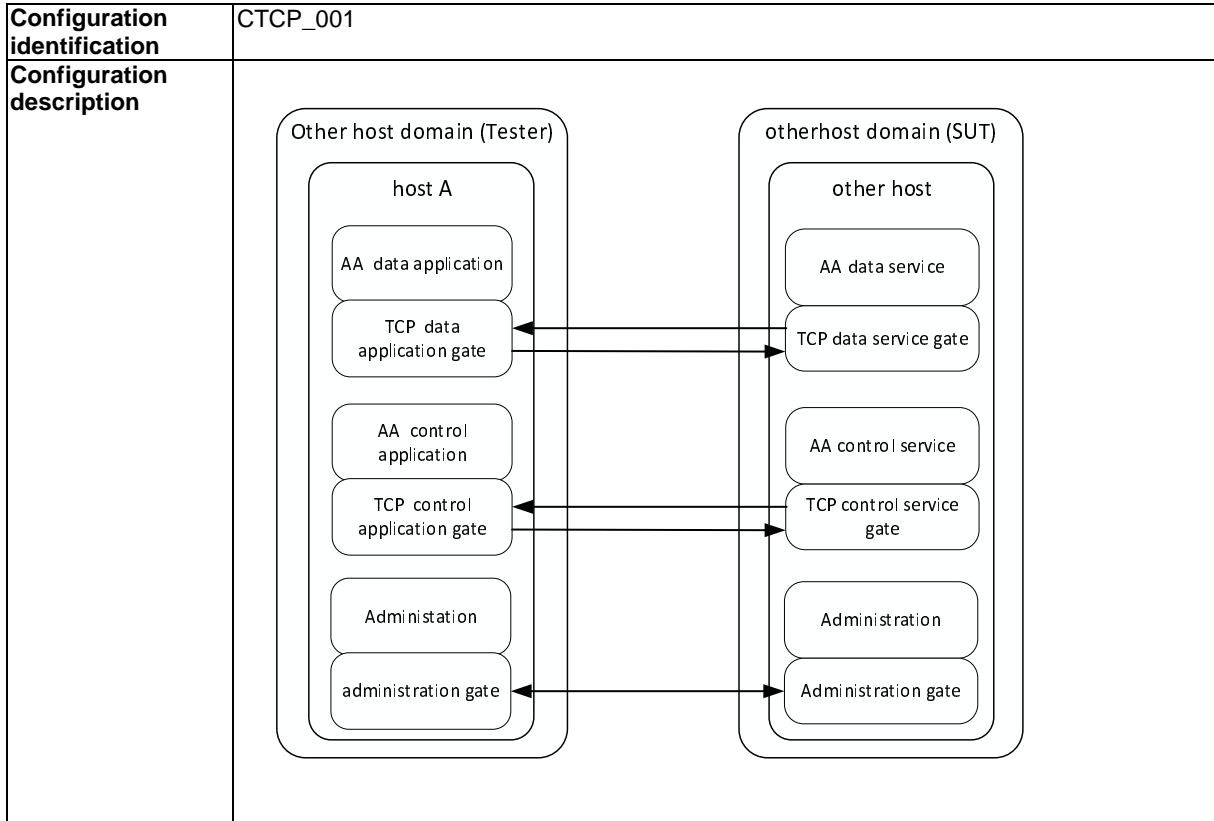 Configuration
identification
CTCP_001
Configuration
description
Other host domain (Tester)
host A
AA data application
TCP data
application gate
AA control
application
TCP control
application gate
Administation
administration gate
otherhost domain (SUT)
other host
AA data service
TCP data service gate
AA control service
TCP control service
gate
Administration
Administration gate